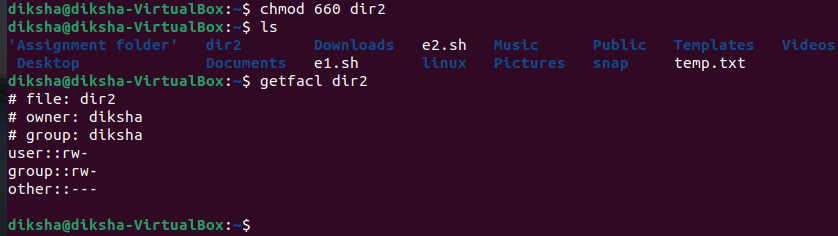 diksha@diksha-VirtualBox:~$ chmod 660 dir2
diksha@diksha-VirtualBox:~$ ls
'Assignment folder'   dir2        Downloads   e2.sh   Music      Public   Templates   Videos
 Desktop              Documents   e1.sh       linux   Pictures   snap     temp.txt
diksha@diksha-VirtualBox:~$ getfacl dir2
# file: dir2
# owner: diksha
# group: diksha
user::rw-
group::rw-
other::---
diksha@diksha-VirtualBox:~$